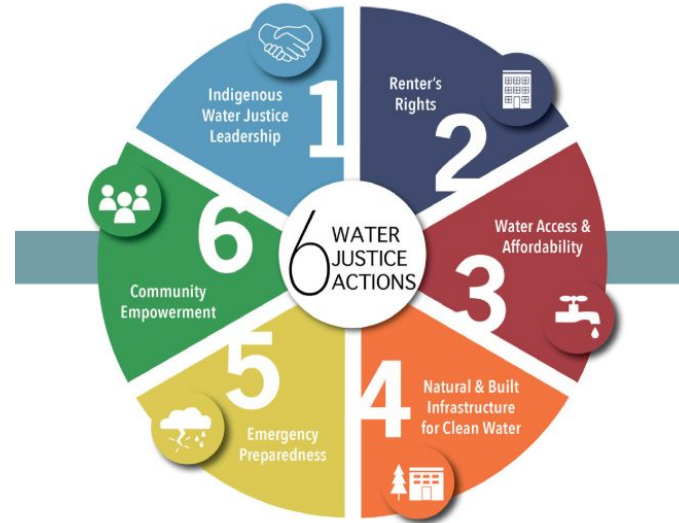 1
Indigenous
Water Justice
Leadership
2
Renter's
Rights
3
Water Access &
Affordability
4
Natural & Built
Infrastructure
for Clean Water
5
Emergency
Preparedness
6
Community
Empowerment
6 WATER
JUSTICE
ACTIONS